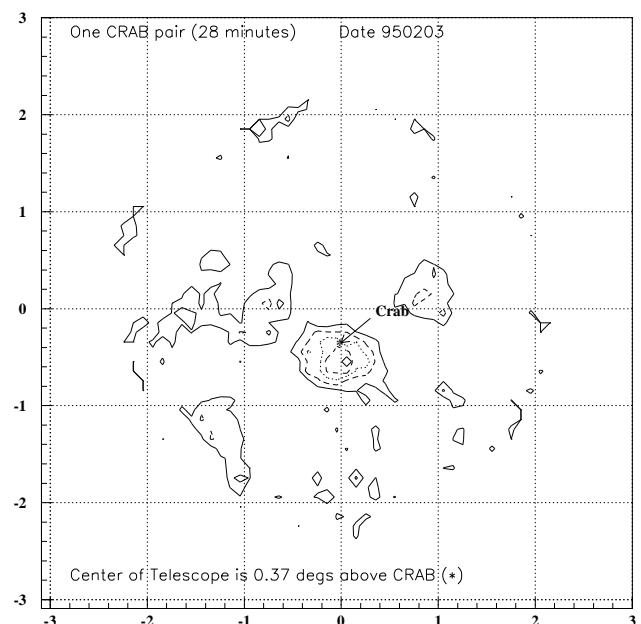 One CRAB pair (28 minutes) Date 950203
3
2
1
0
Crab
-1
-2
Center of Telescope is 0.37 degs above CRAB (*)
-3
-3 -2 -1 0 1 2 3